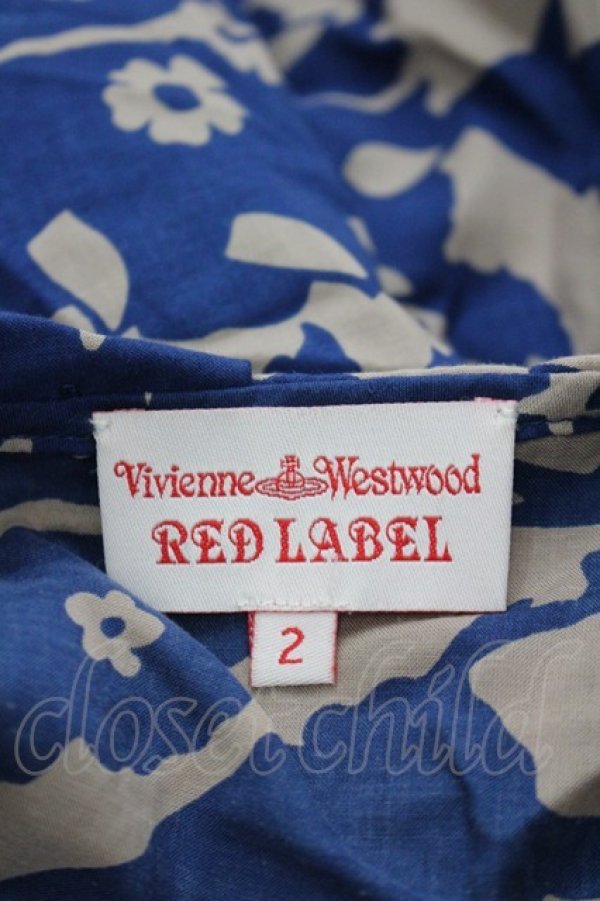 Vivienne Westwood
RED LABEL
2
closet child